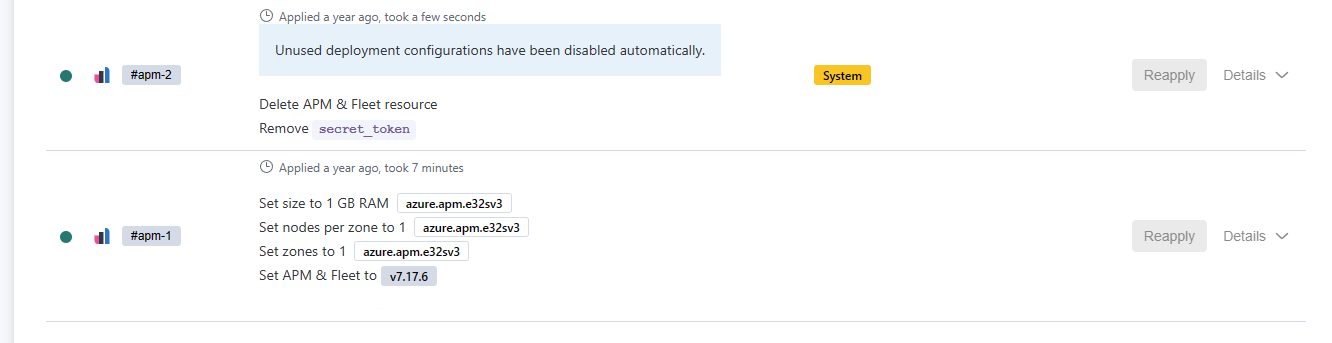 Applied a year ago, took a few seconds
Unused deployment configurations have been disabled automatically.
#apm-2
System
Reapply
Details
Delete APM & Fleet resource
Remove secret_token
Applied a year ago, took 7 minutes
Set size to 1 GB RAM azure.apm.e32sv3
Set nodes per zone to 1 azure.apm.e32sv3
#apm-1
Reapply
Details
Set zones to 1 azure.apm.e32sv3
Set APM & Fleet to v7.17.6